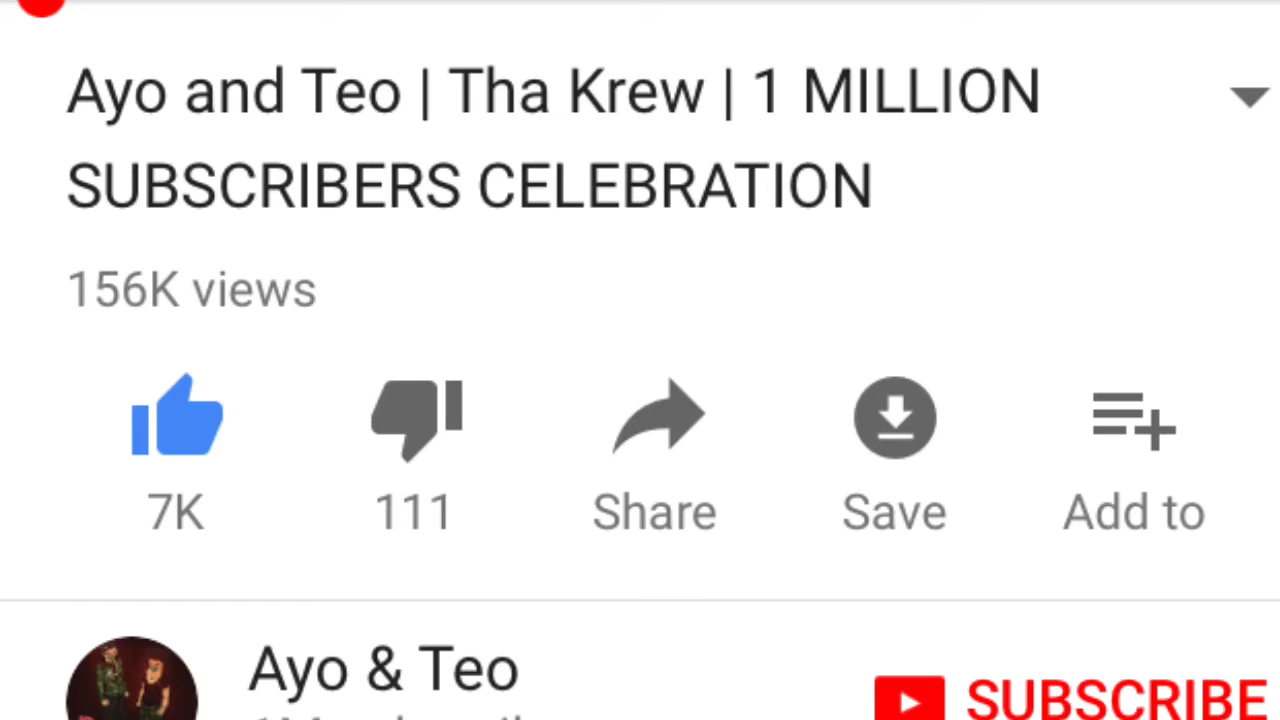 Ayo and Teo | Tha Krew | 1 MILLION
SUBSCRIBERS CELEBRATION
156K views
7K 111 Share Save Add to
Ayo & Teo
SUBSCRIBE